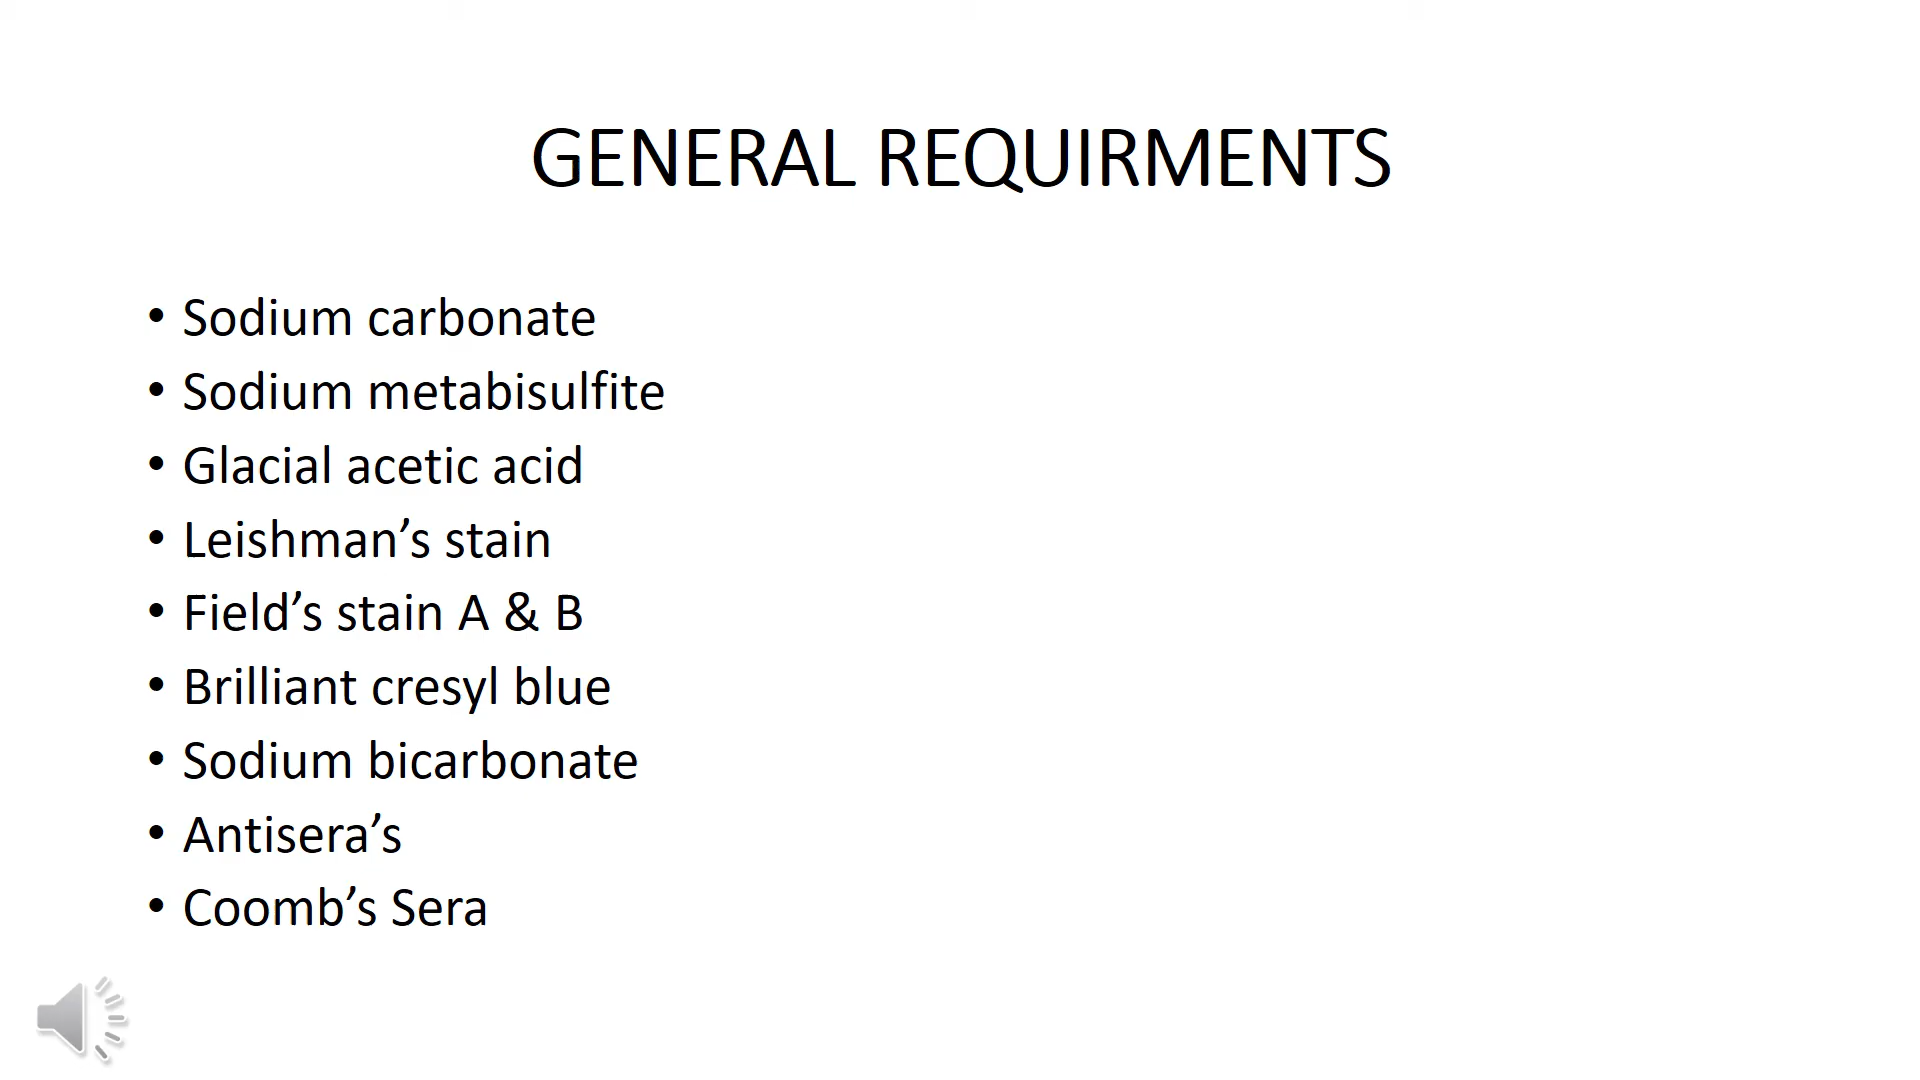 GENERAL REQUIRMENTS
• Sodium carbonate
• Sodium metabisulfite
• Glacial acetic acid
• Leishman’s stain
• Field’s stain A & B
• Brilliant cresyl blue
• Sodium bicarbonate
• Antisera’s
• Coomb’s Sera